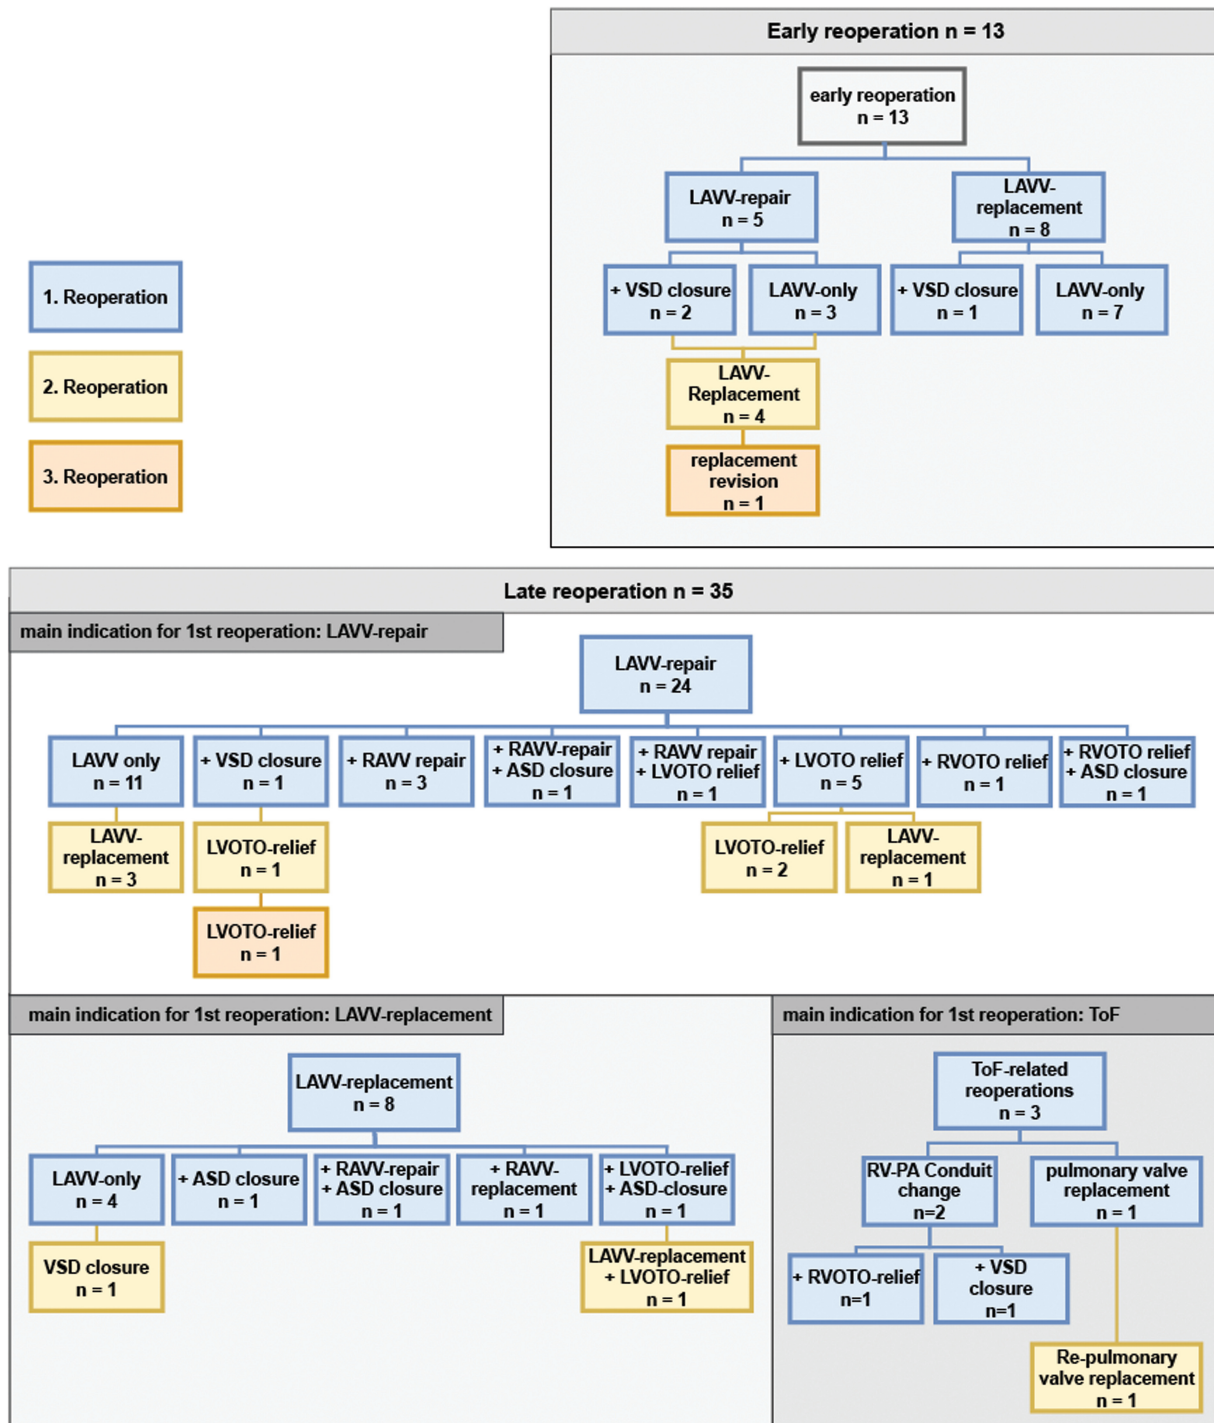 Early reoperation n = 13
early reoperation
n = 13
LAVV-repair
n = 5
LAVV-
replacement
n = 8
+ VSD closure
n = 2
LAVV-only
n = 3
+ VSD closure
n = 1
LAVV-only
n = 7
LAVV-
Replacement
n = 4
replacement
revision
n = 1
1. Reoperation
2. Reoperation
3. Reoperation
Late reoperation n = 35
main indication for 1st reoperation: LAVV-repair
LAVV-repair
n = 24
LAVV only
n = 11
+ VSD closure
n = 1
+ RAVV repair
n = 3
+ RAVV-repair
+ ASD closure
n = 1
+ RAVV repair
+ LVOTO relief
n = 1
+ LVOTO relief
n = 5
+ RVOTO relief
n = 1
+ RVOTO relief
+ ASD closure
n = 1
LAVV-
replacement
n = 3
LVOTO-relief
n = 1
LVOTO-relief
n = 2
LAVV-
replacement
n = 1
LVOTO-relief
n = 1
main indication for 1st reoperation: LAVV-replacement
LAVV-replacement
n = 8
LAVV-only
n = 4
+ ASD closure
n = 1
+ RAVV-repair
+ ASD closure
n = 1
+ RAVV-
replacement
n = 1
+ LVOTO-relief
+ ASD-closure
n = 1
VSD closure
n = 1
LAVV-replacement
+ LVOTO-relief
n = 1
main indication for 1st reoperation: ToF
ToF-related
reoperations
n = 3
RV-PA Conduit
change
n=2
pulmonary valve
replacement
n = 1
+ RVOTO-relief
n=1
+ VSD
closure
n=1
Re-pulmonary
valve replacement
n = 1